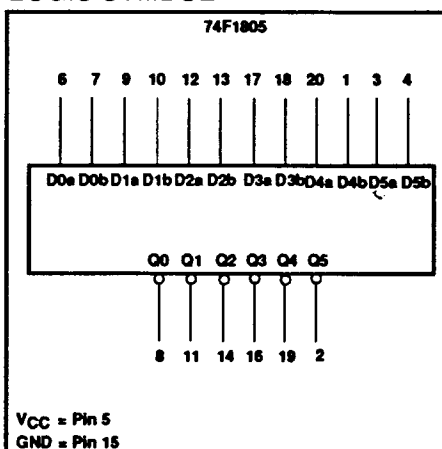 74F1805
6 7 9 10 12 13 17 18 20 1 3 4
D0a D0b D1a D1b D2a D2b D3a D3b D4a D4b D5a D5b
Q0 Q1 Q2 Q3 Q4 Q5
8 11 14 16 19 2
VCC = Pin 5
GND = Pin 15